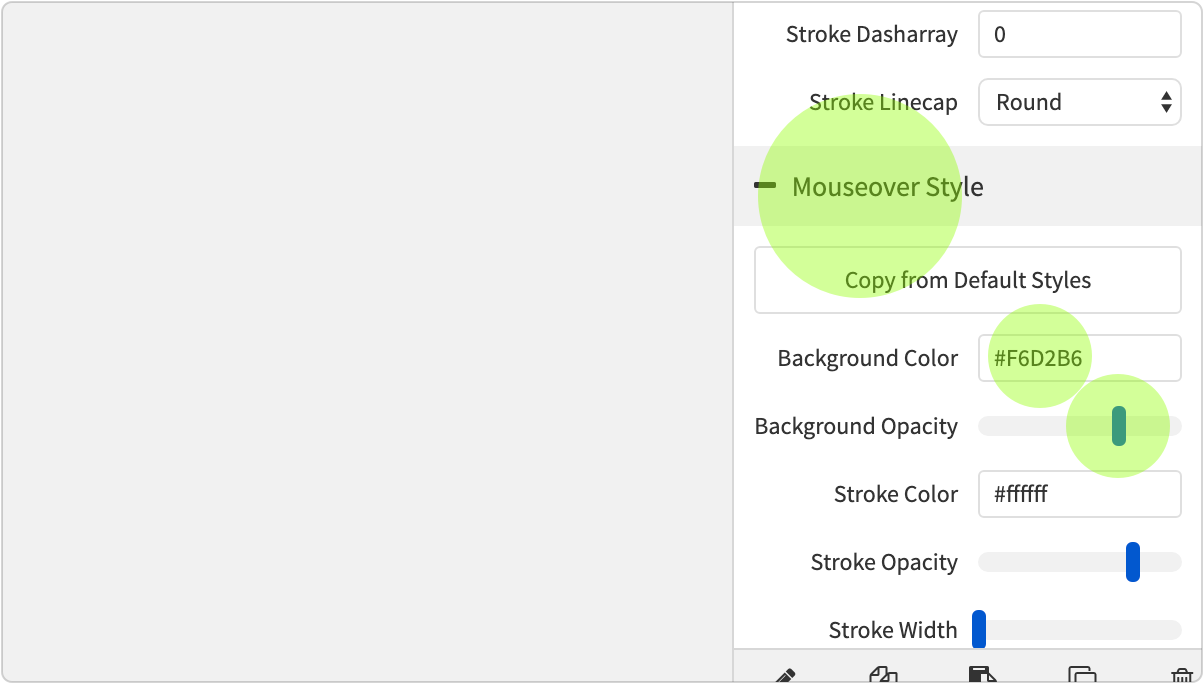 Stroke Dasharray 0
Stroke Linecap Round
Mouseover Style
Copy from Default Styles
Background Color #F6D2B6
Background Opacity
Stroke Color #ffffff
Stroke Opacity
Stroke Width